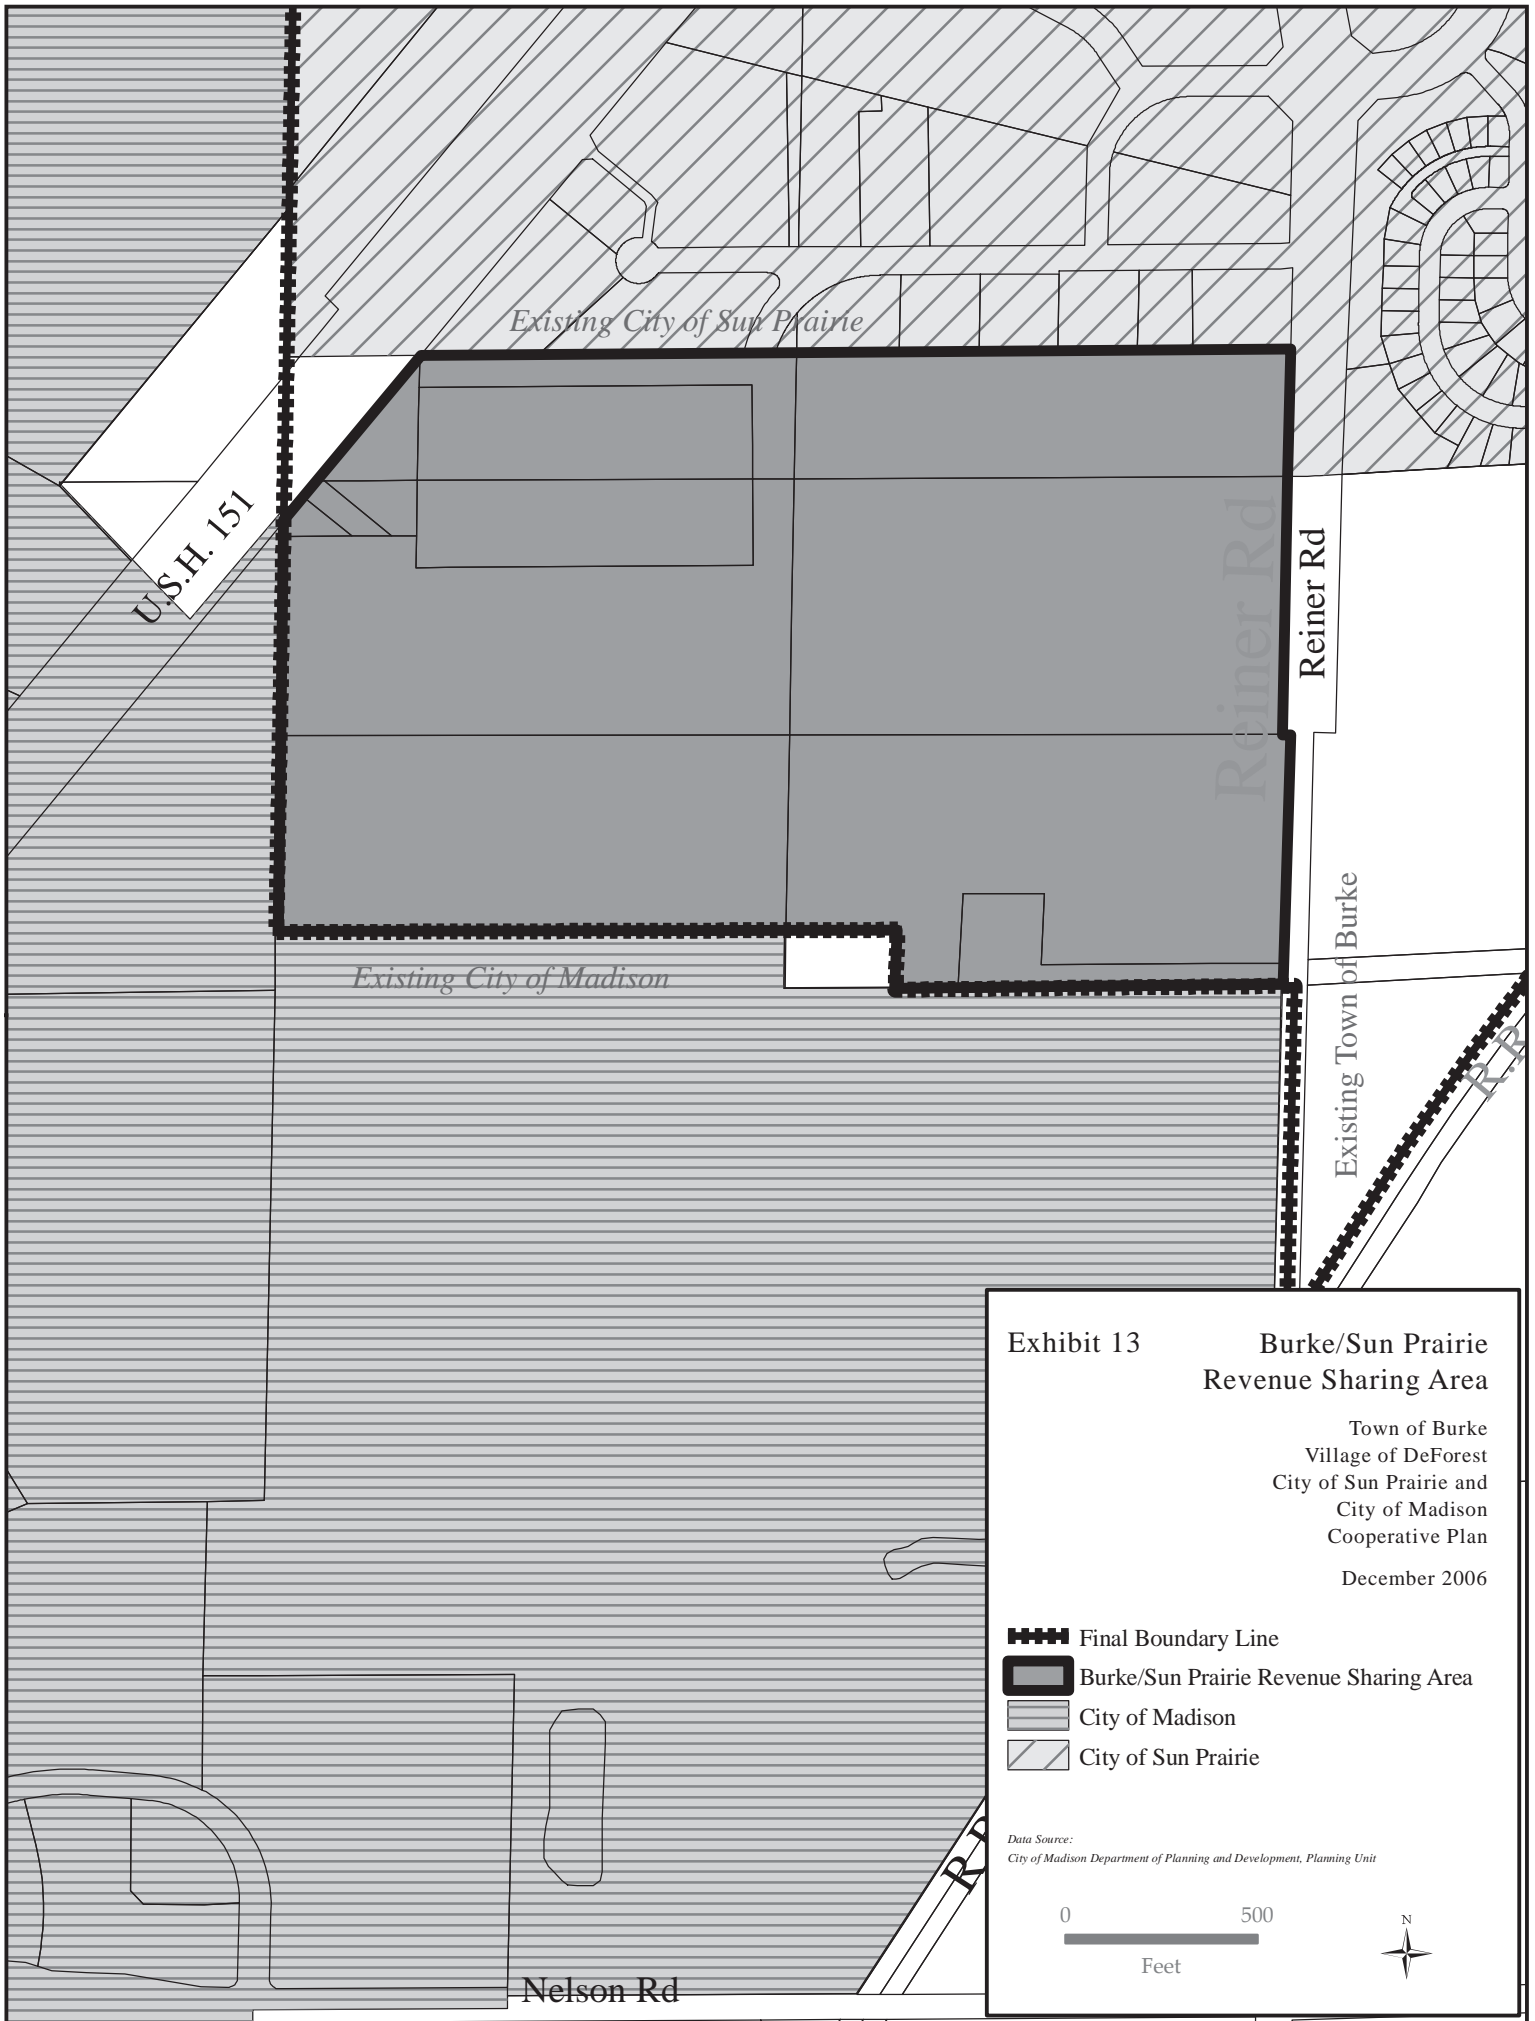 Existing City of Sun Prairie
U.S.H. 151
Reiner Rd
Reiner Rd
Existing City of Madison
Existing Town of Burke
R.R
R.R
Nelson Rd
Exhibit 13
Burke/Sun Prairie
Revenue Sharing Area
Town of Burke
Village of DeForest
City of Sun Prairie and
City of Madison
Cooperative Plan
December 2006
Final Boundary Line
Burke/Sun Prairie Revenue Sharing Area
City of Madison
City of Sun Prairie
Data Source:
City of Madison Department of Planning and Development, Planning Unit
0 500
Feet
N